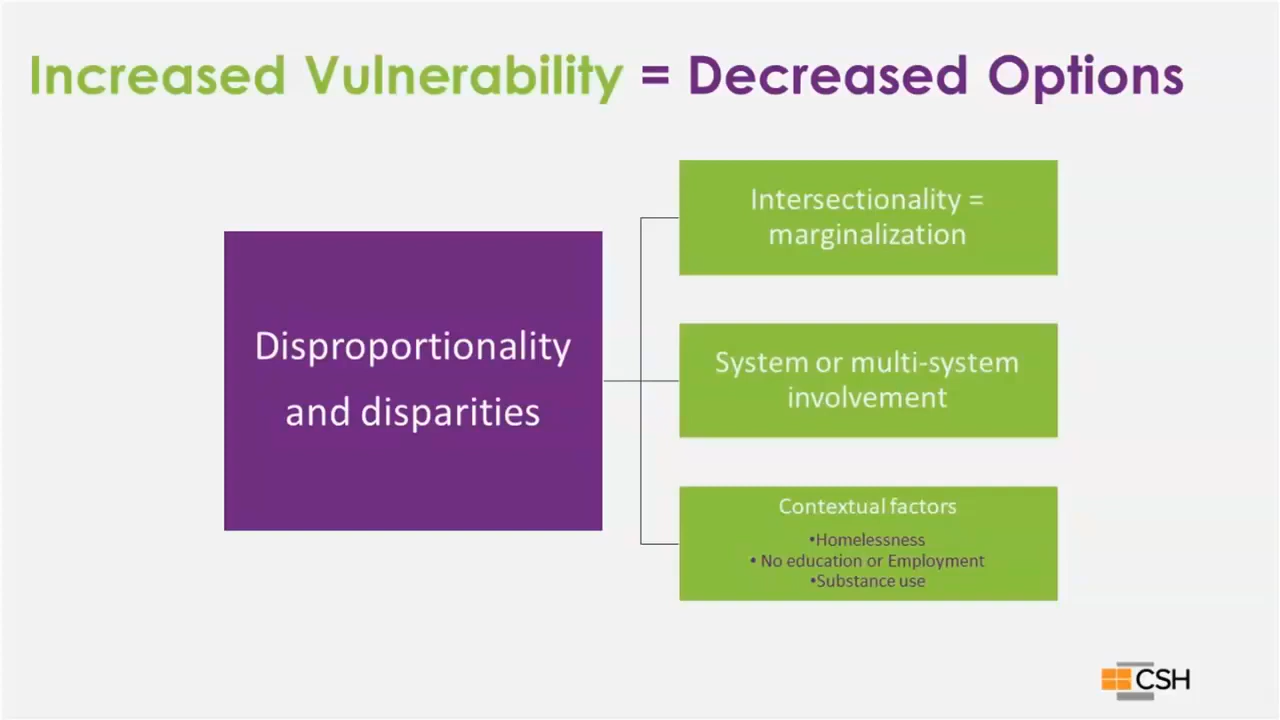 Increased Vulnerability = Decreased Options
Disproportionality
and disparities
Intersectionality =
marginalization
System or multi-system
involvement
Contextual factors
•Homelessness
• No education or Employment
•Substance use
CSH